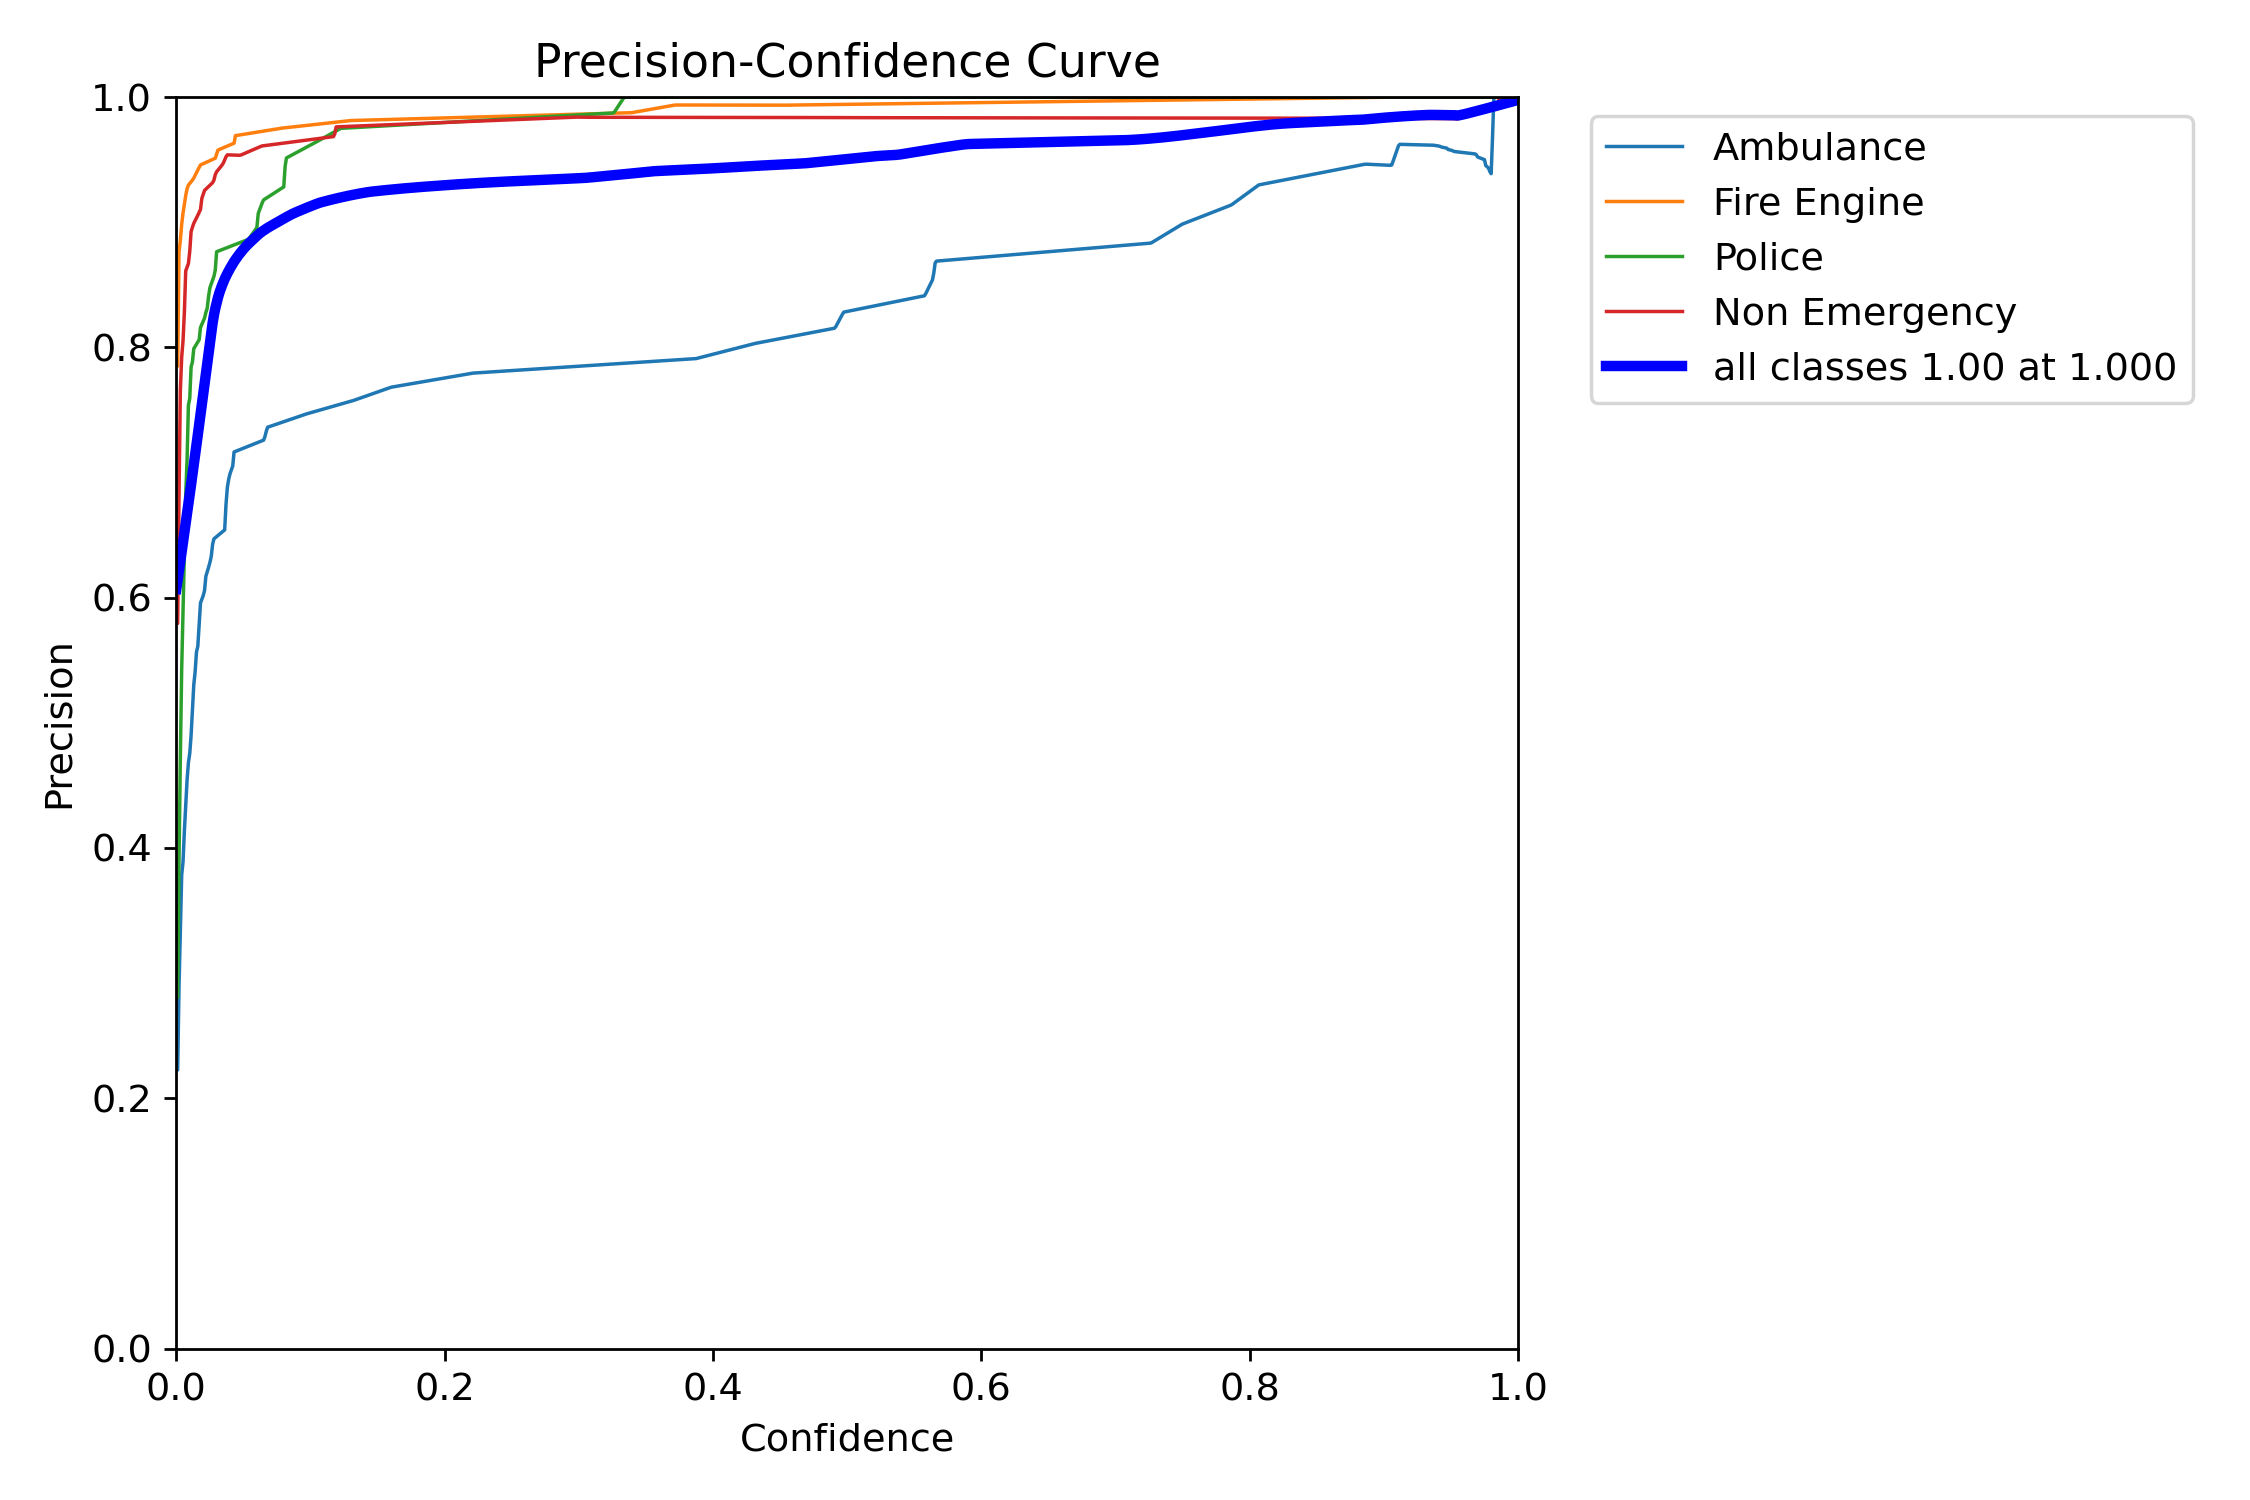 Precision-Confidence Curve
1.0
0.8
0.6
0.4
0.2
0.0
Precision
0.0 0.2 0.4 0.6 0.8 1.0
Confidence
Ambulance
Fire Engine
Police
Non Emergency
all classes 1.00 at 1.000